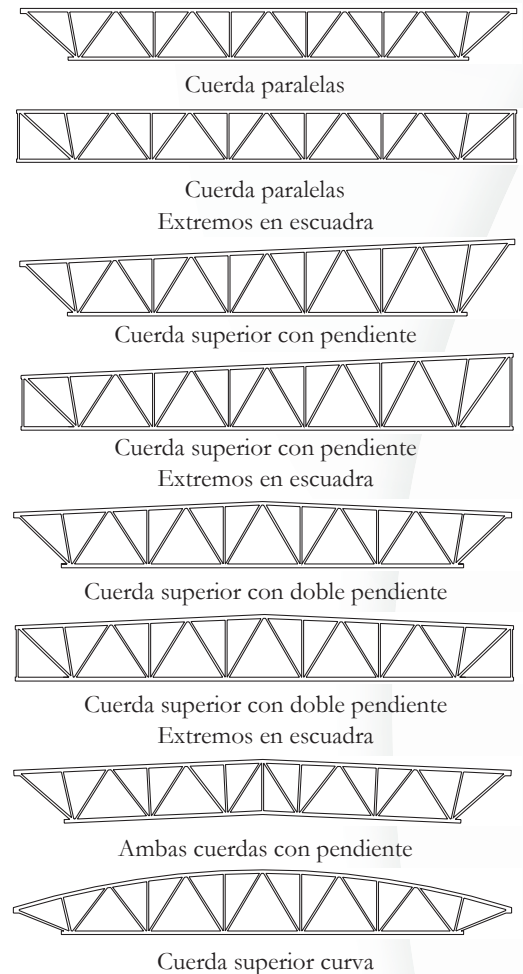 Cuerda paralelas
Cuerda paralelas
Extremos en escuadra
Cuerda superior con pendiente
Cuerda superior con pendiente
Extremos en escuadra
Cuerda superior con doble pendiente
Cuerda superior con doble pendiente
Extremos en escuadra
Ambas cuerdas con pendiente
Cuerda superior curva